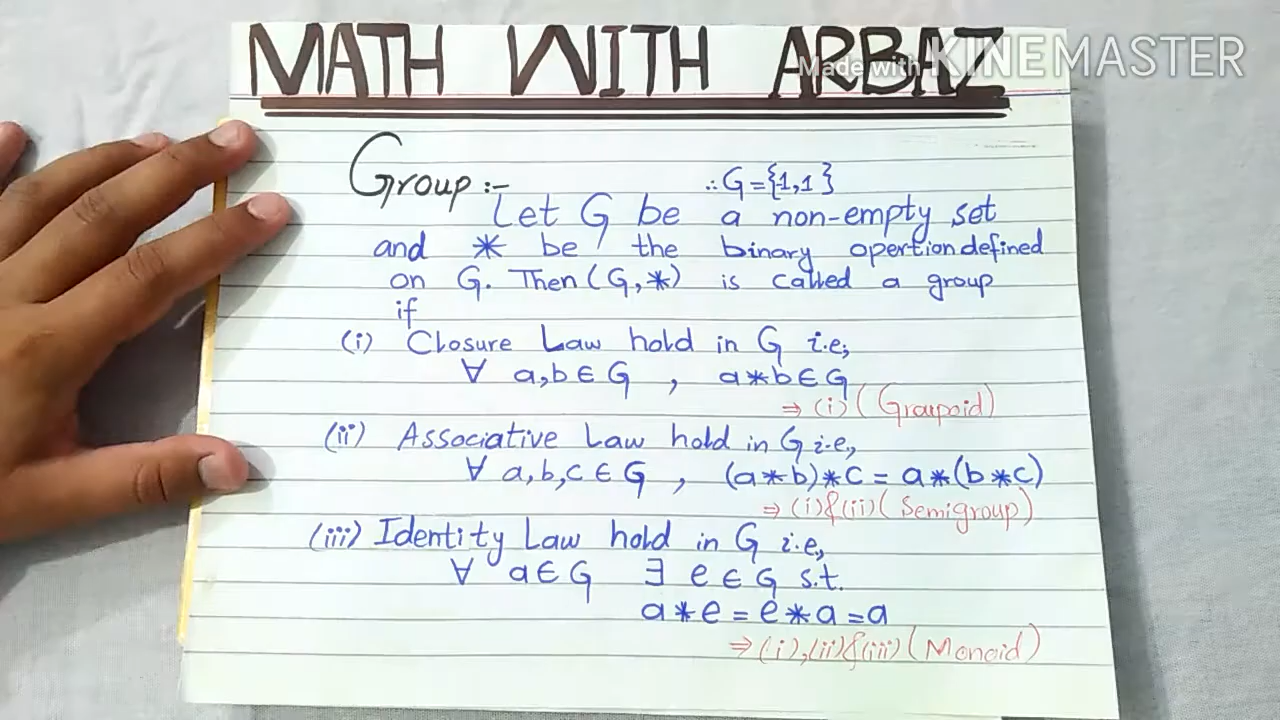 MATH WITH ARBAZ
Made with KINEMASTER
Group :-
∴ G = {-1, 1}
Let G be a non-empty set
and * be the binary opertion defined
on G. Then (G, *) is called a group
if
(i) Closure Law hold in G i.e;
∀ a,b ∈ G , a * b ∈ G
⇒ (i) (Groupoid)
(ii) Associative Law hold in G i.e,
∀ a,b,c ∈ G , (a * b) * c = a * (b * c)
⇒ (i) & (ii) (Semigroup)
(iii) Identity Law hold in G i.e,
∀ a ∈ G ∃ e ∈ G s.t.
a * e = e * a = a
⇒ (i), (ii) & (iii) (Monoid)